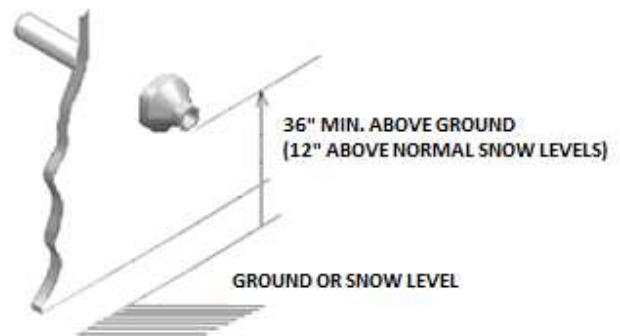 36" MIN. ABOVE GROUND
(12" ABOVE NORMAL SNOW LEVELS)
GROUND OR SNOW LEVEL